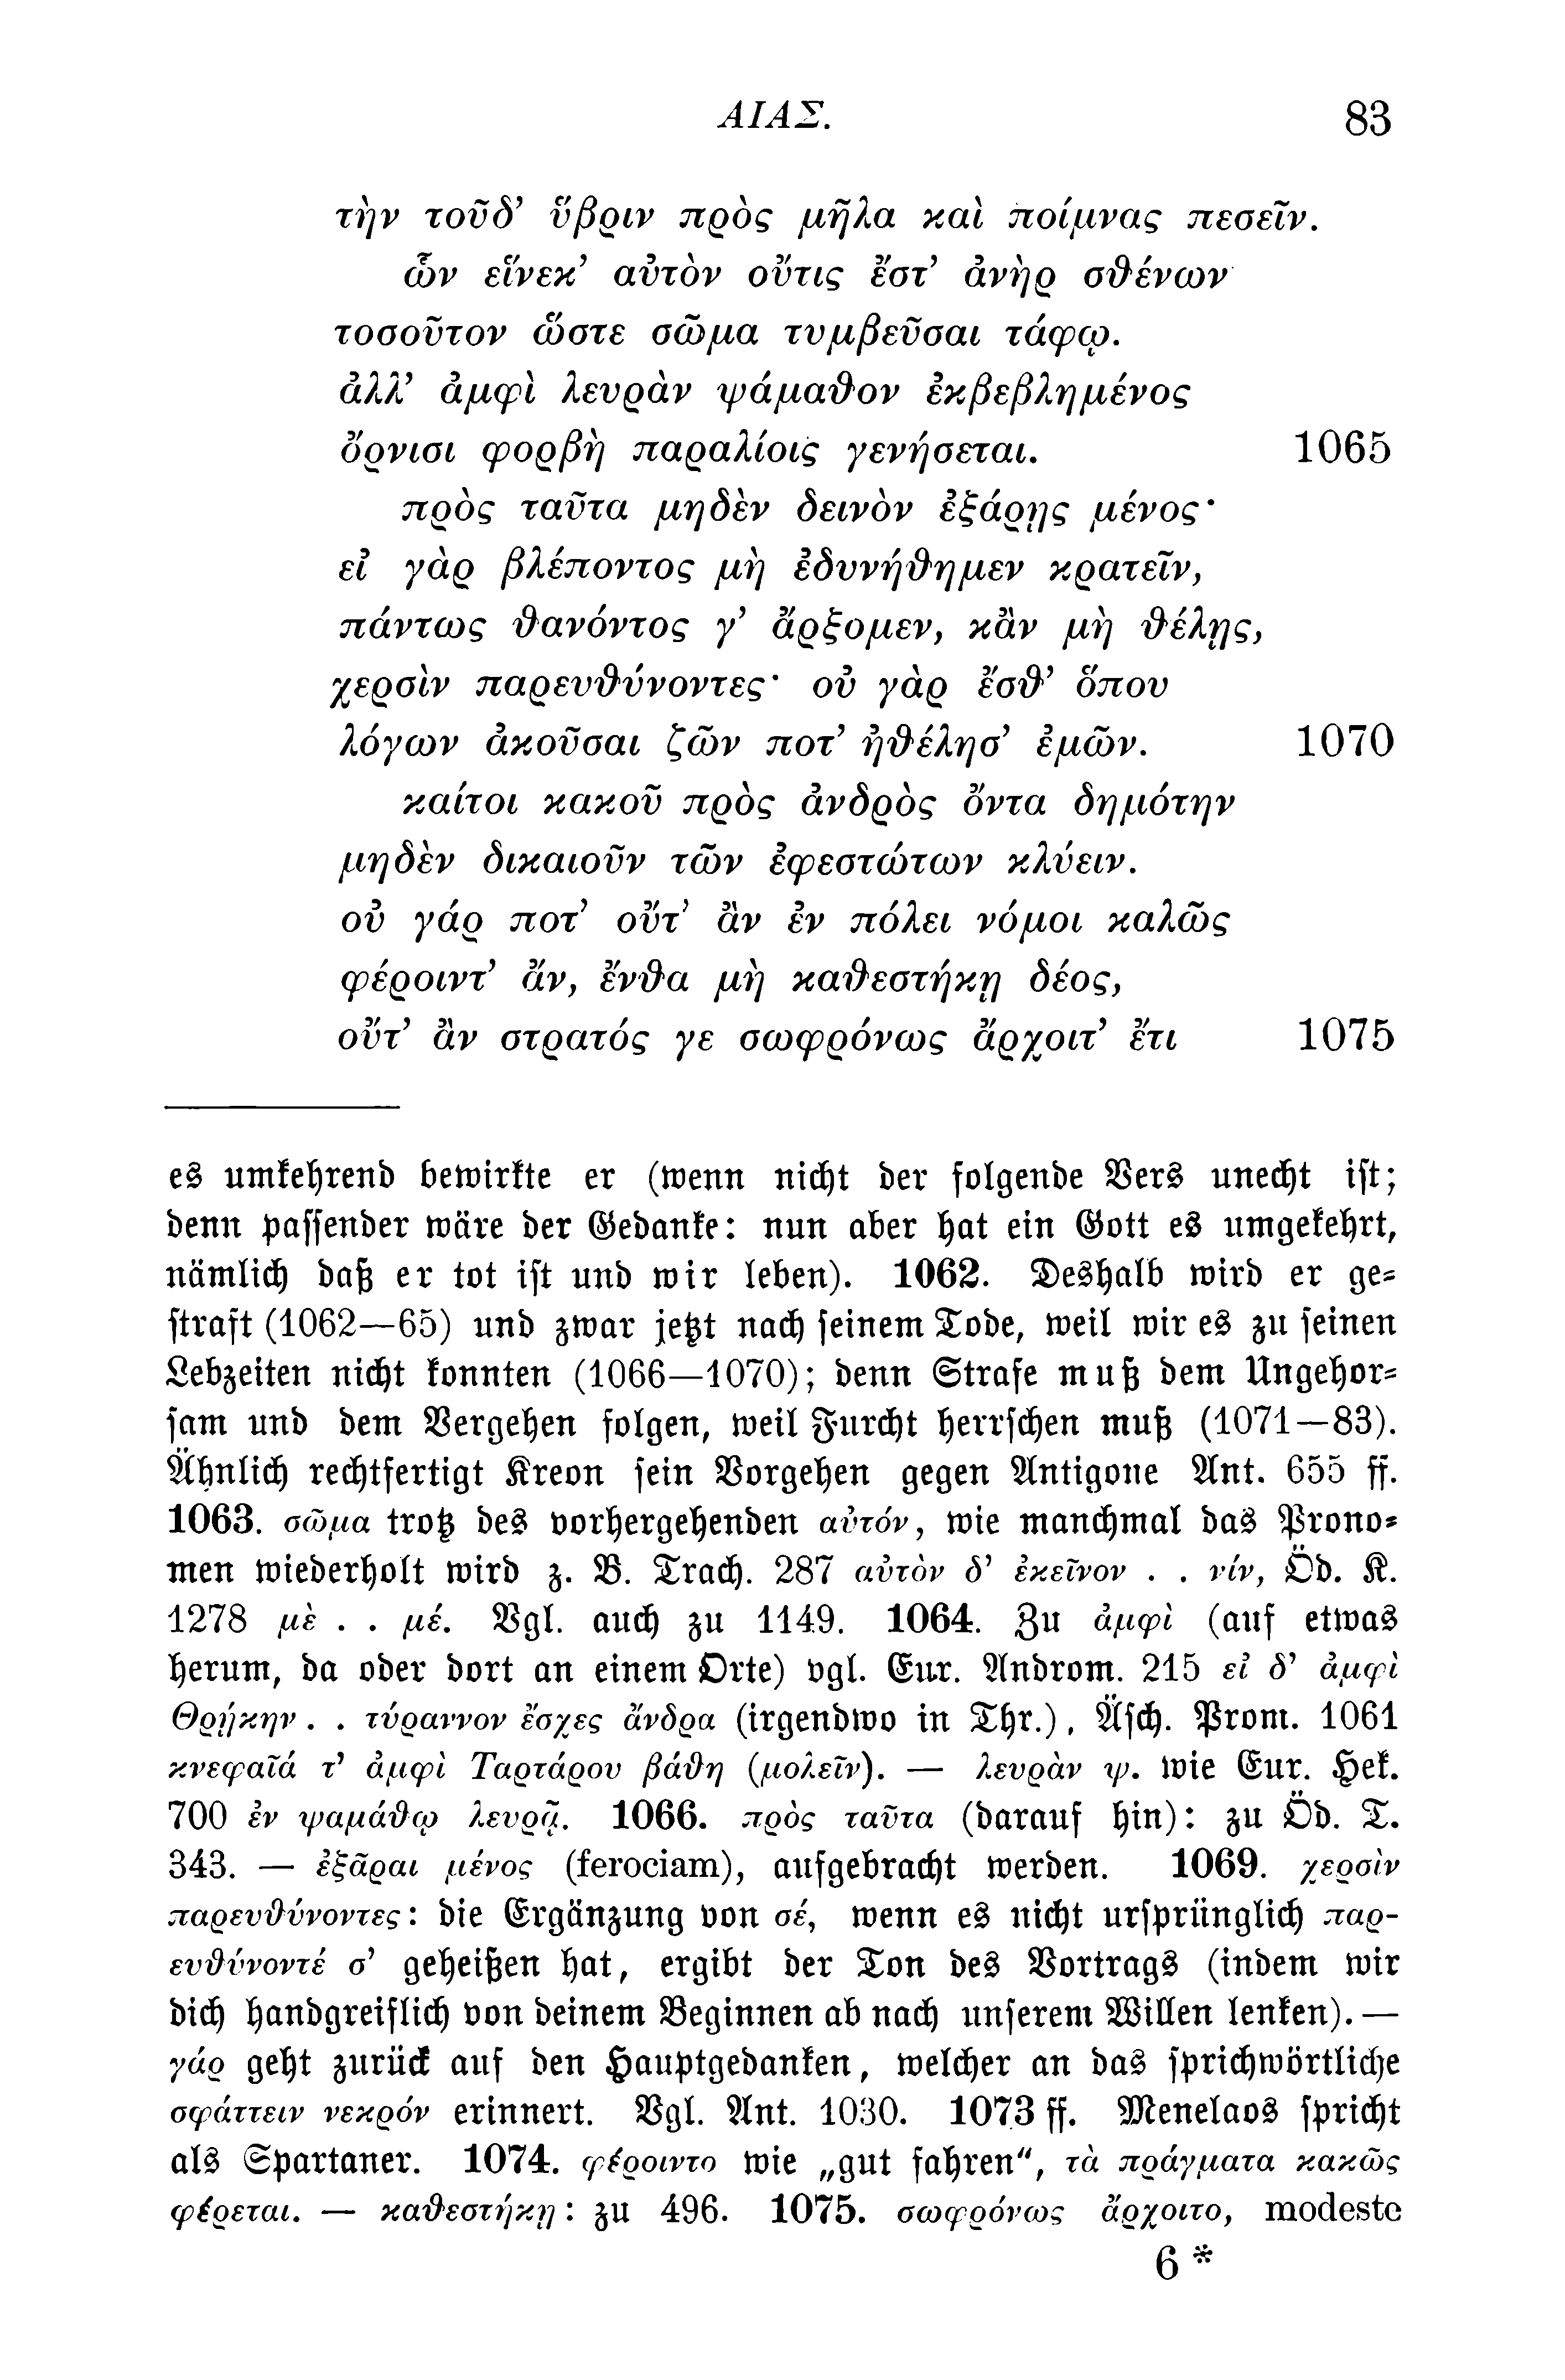 ΑΙΑΣ. 83
τὴν τοῦδ’ ὕβριν πρὸς μῆλα καὶ ποίμνας πεσεῖν.
ὧν εἵνεκ’ αὐτὸν οὔτις ἔστ’ ἀνὴρ σθένων
τοσοῦτον ὥστε σῶμα τυμβεῦσαι τάφῳ.
ἀλλ’ ἀμφὶ λευρὰν ψάμαθον ἐκβεβλημένος
ὄρνισι φορβὴ παραλίοις γενήσεται. 1065
πρὸς ταῦτα μηδὲν δεινὸν ἐξάρῃς μένος·
εἰ γὰρ βλέποντος μὴ ἐδυνήθημεν κρατεῖν,
πάντως θανόντος γ’ ἄρξομεν, κἂν μὴ θέλῃς,
χερσὶν παρευθύνοντες· οὐ γὰρ ἔσθ’ ὅπου
λόγων ἀκοῦσαι ζῶν ποτ’ ἠθέλησ’ ἐμῶν. 1070
καίτοι κακοῦ πρὸς ἀνδρὸς ὄντα δημότην
μηδὲν δικαιοῦν τῶν ἐφεστώτων κλύειν.
οὐ γάρ ποτ’ οὔτ’ ἂν ἐν πόλει νόμοι καλῶς
φέροιντ’ ἄν, ἔνθα μὴ καθεστήκῃ δέος,
οὔτ’ ἂν στρατός γε σωφρόνως ἄρχοιτ’ ἔτι 1075
es umkehrend bewirkte er (wenn nicht der folgende Vers unecht ist;
denn passender wäre der Gedanke: nun aber hat ein Gott es umgekehrt,
nämlich daß er tot ist und wir leben). 1062. Deshalb wird er ge-
straft (1062—65) und zwar jetzt nach seinem Tode, weil wir es zu seinen
Lebzeiten nicht konnten (1066—1070); denn Strafe muß dem Ungehor-
sam und dem Vergehen folgen, weil Furcht herrschen muß (1071—83).
Ähnlich rechtfertigt Kreon sein Vorgehen gegen Antigone Ant. 655 ff.
1063. σῶμα trotz des vorhergehenden αὐτόν, wie manchmal das Prono-
men wiederholt wird z. B. Trach. 287 αὐτὸν δ’ ἐκεῖνον . . νίν, Öd. K.
1278 μὲ . . μέ. Vgl. auch zu 1149. 1064. Zu ἀμφὶ (auf etwas
herum, da oder dort an einem Orte) vgl. Eur. Androm. 215 εἰ δ’ ἀμφὶ
Θρῄκην . . τύραννον ἔσχες ἄνδρα (irgendwo in Thr.), Äsch. Prom. 1061
κνεφαῖά τ’ ἀμφὶ Ταρτάρου βάθη (μολεῖν). — λευρὰν ψ. wie Eur. Hek.
700 ἐν ψαμάθῳ λευρᾷ. 1066. πρὸς ταῦτα (darauf hin): zu Öd. T.
343. — ἐξᾶραι μένος (ferociam), aufgebracht werden. 1069. χερσὶν
παρευθύνοντες: die Ergänzung von σέ, wenn es nicht ursprünglich παρ-
ευθύνοντέ σ’ geheißen hat, ergibt der Ton des Vortrags (indem wir
dich handgreiflich von deinem Beginnen ab nach unserem Willen lenken). —
γάρ geht zurück auf den Hauptgedanken, welcher an das sprichwörtliche
σφάττειν νεκρόν erinnert. Vgl. Ant. 1030. 1073 ff. Menelaos spricht
als Spartaner. 1074. φέροιντο wie „gut fahren“, τὰ πράγματα κακῶς
φέρεται. — καθεστήκῃ: zu 496. 1075. σωφρόνως ἄρχοιτο, modeste
6*